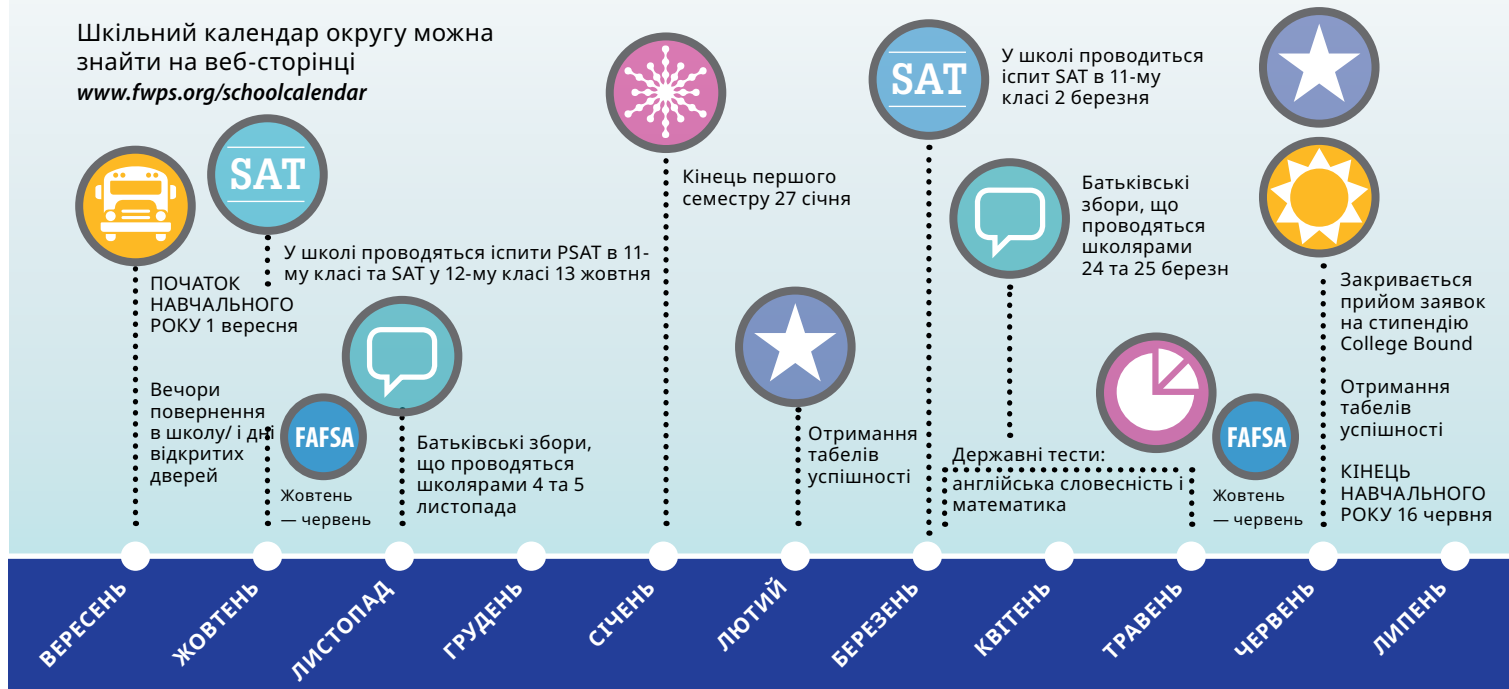 Шкільний календар округу можна
знайти на веб-сторінці
www.fwps.org/schoolcalendar
ПОЧАТОК
НАВЧАЛЬНОГО
РОКУ 1 вересня
Вечори
повернення
в школу/ і дні
відкритих
дверей
SAT
У школі проводяться іспити PSAT в 11-
му класі та SAT у 12-му класі 13 жовтня
FAFSA
Жовтень
— червень
Батьківські збори,
що проводяться
школярами 4 та 5
листопада
Кінець першого
семестру 27 січня
Отримання
табелів
успішності
SAT
У школі проводиться
іспит SAT в 11-му
класі 2 березня
Батьківські
збори, що
проводяться
школярами
24 та 25 березн
Державні тести:
англійська словесність і
математика
FAFSA
Жовтень
— червень
Закривається
прийом заявок
на стипендію
College Bound
Отримання
табелів
успішності
КІНЕЦЬ
НАВЧАЛЬНОГО
РОКУ 16 червня
ВЕРЕСЕНЬ
ЖОВТЕНЬ
ЛИСТОПАД
ГРУДЕНЬ
СІЧЕНЬ
ЛЮТИЙ
БЕРЕЗЕНЬ
КВІТЕНЬ
ТРАВЕНЬ
ЧЕРВЕНЬ
ЛИПЕНЬ